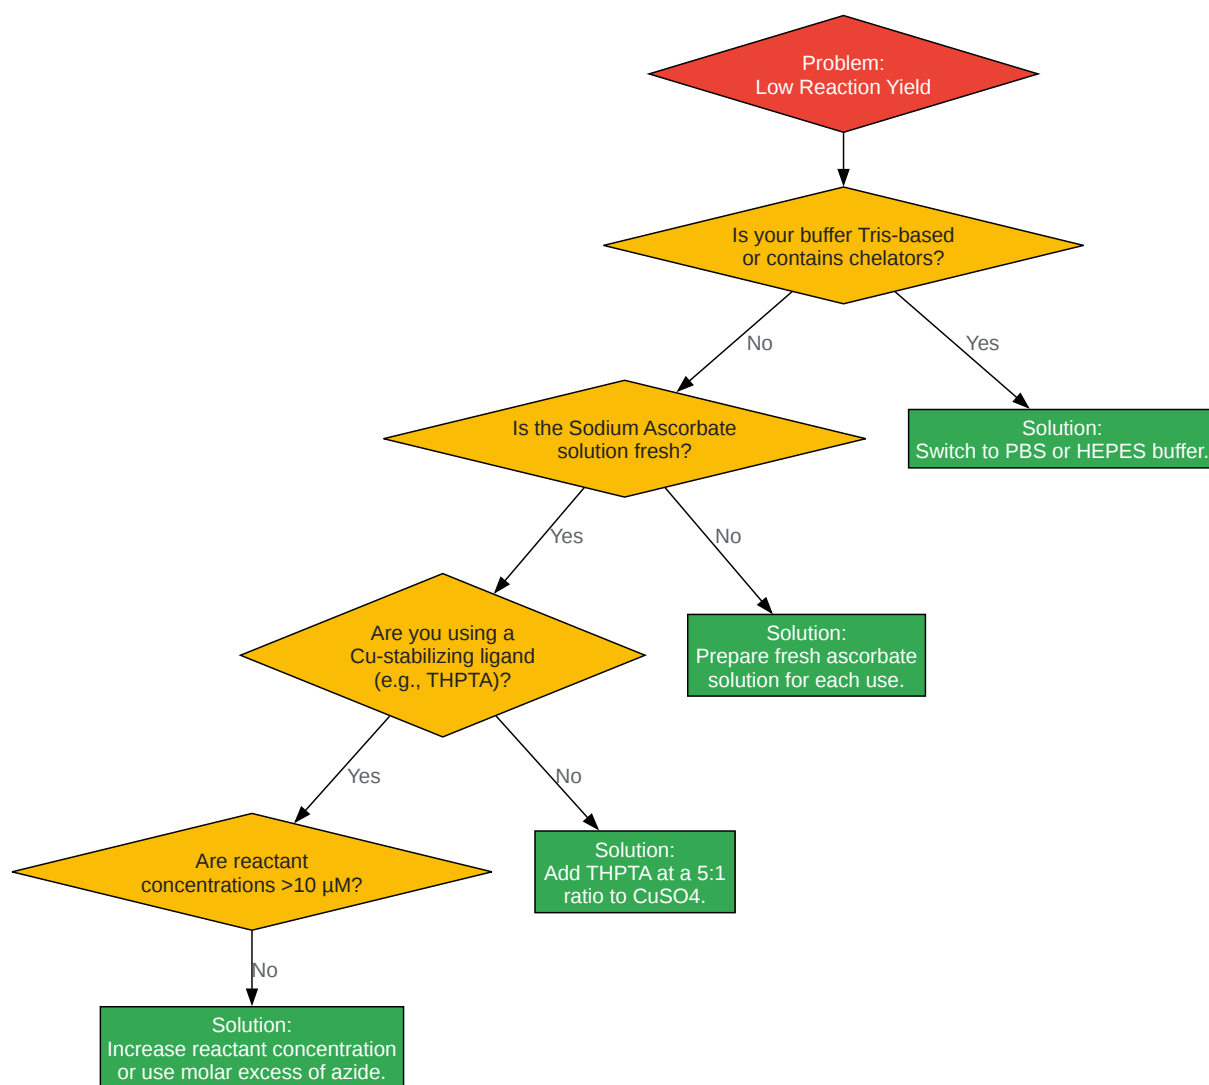 Problem:
Low Reaction Yield
Is your buffer Tris-based
or contains chelators?
No
Yes
Is the Sodium Ascorbate
solution fresh?
Solution:
Switch to PBS or HEPES buffer.
Yes
No
Are you using a
Cu-stabilizing ligand
(e.g., THPTA)?
Solution:
Prepare fresh ascorbate
solution for each use.
Yes
No
Are reactant
concentrations >10 µM?
Solution:
Add THPTA at a 5:1
ratio to CuSO4.
No
Solution:
Increase reactant concentration
or use molar excess of azide.